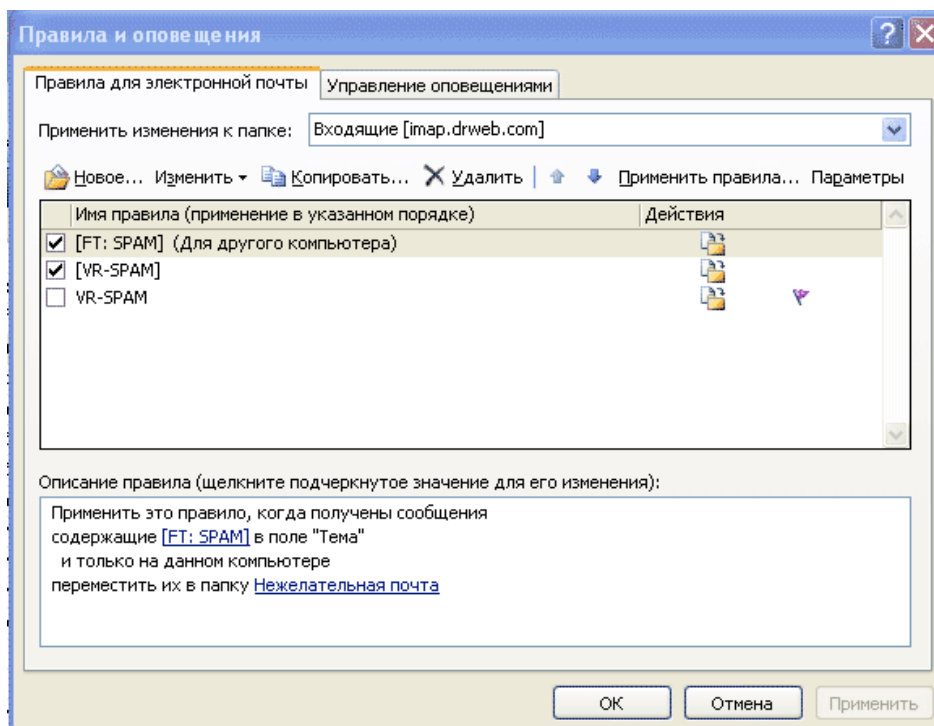 Правила и оповещения
Правила для электронной почты Управление оповещениями
Применить изменения к папке: Входящие [imap.drweb.com]
Новое... Изменить Копировать... Удалить Применить правила... Параметры
Имя правила (применение в указанном порядке) Действия
[FT: SPAM] (Для другого компьютера)
[VR-SPAM]
VR-SPAM
Описание правила (щелкните подчеркнутое значение для его изменения):
Применить это правило, когда получены сообщения
содержащие [FT: SPAM] в поле "Тема"
и только на данном компьютере
переместить их в папку Нежелательная почта
ОК Отмена Применить